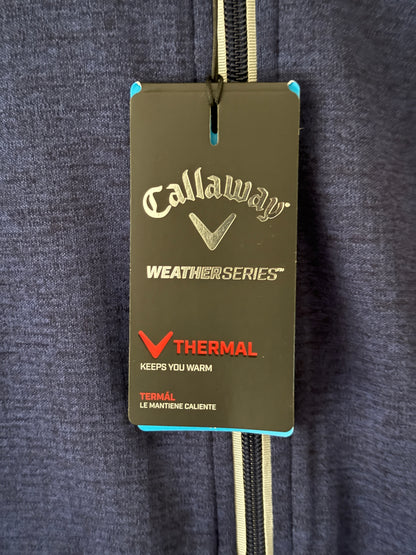 Callaway
WEATHERSERIES™
THERMAL
KEEPS YOU WARM
TERMÁL
LE MANTIENE CALIENTE